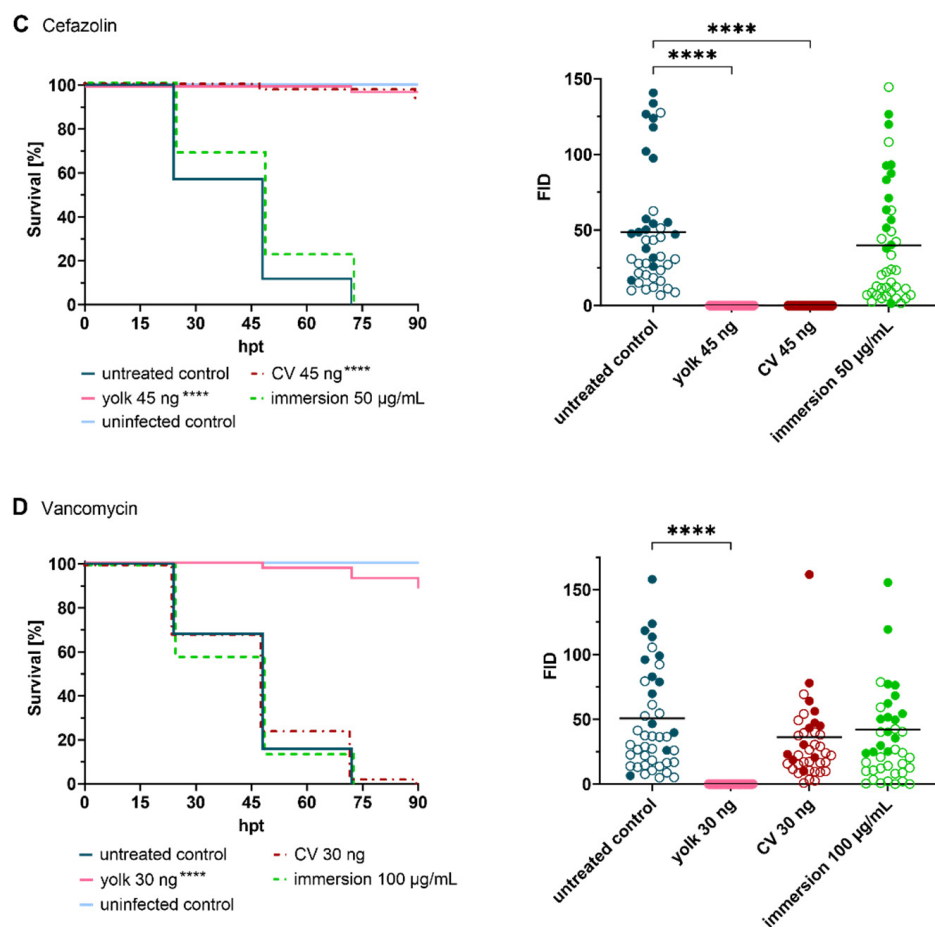 C Cefazolin
Survival [%]
100
80
60
40
20
0
0 15 30 45 60 75 90
hpt
untreated control
CV 45 ng****
yolk 45 ng****
immersion 50 µg/mL
uninfected control
****
****
FID
150
100
50
0
untreated control
yolk 45 ng
CV 45 ng
immersion 50 µg/mL
D Vancomycin
Survival [%]
100
80
60
40
20
0
0 15 30 45 60 75 90
hpt
untreated control
CV 30 ng
yolk 30 ng****
immersion 100 µg/mL
uninfected control
****
FID
150
100
50
0
untreated control
yolk 30 ng
CV 30 ng
immersion 100 µg/mL